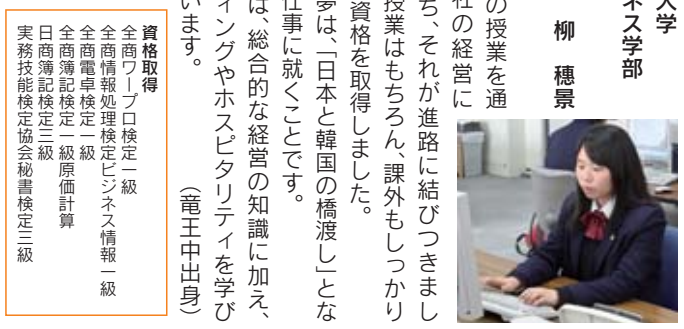 大学
ネス学部
柳 穗景
の授業を通
社の経営に
ち、それが進路に結びつきまし
授業はもちろん、課外もしっかり
資格を取得しました。
夢は、「日本と韓国の橋渡し」とな
仕事に就くことです。
は、総合的な経営の知識に加え、
ィングやホスピタリティを学び
います。
（竜王中出身）
資格取得
全商ワープロ検定一級
全商情報処理検定ビジネス情報一級
全商電卓検定一級
全商簿記検定一級原価計算
日商簿記検定三級
実務技能検定協会秘書検定三級